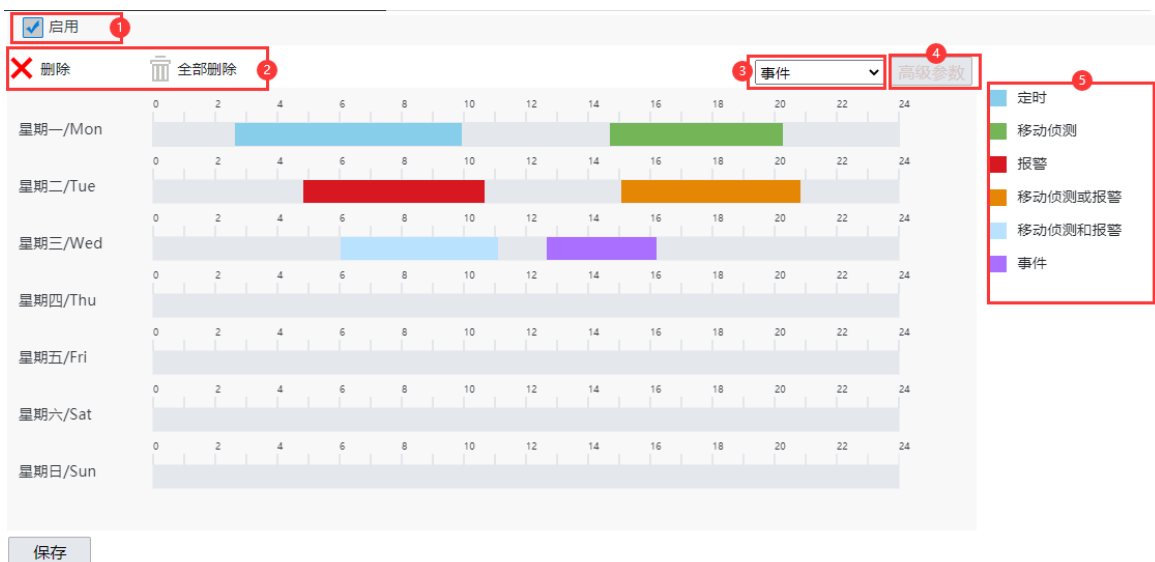 启用 1
删除 全部删除 2 3 事件 4 高级参数
5
0 2 4 6 8 10 12 14 16 18 20 22 24 定时
星期一/Mon 移动侦测
0 2 4 6 8 10 12 14 16 18 20 22 24 报警
星期二/Tue 移动侦测或报警
0 2 4 6 8 10 12 14 16 18 20 22 24 移动侦测和报警
星期三/Wed 事件
0 2 4 6 8 10 12 14 16 18 20 22 24
星期四/Thu
0 2 4 6 8 10 12 14 16 18 20 22 24
星期五/Fri
0 2 4 6 8 10 12 14 16 18 20 22 24
星期六/Sat
0 2 4 6 8 10 12 14 16 18 20 22 24
星期日/Sun
保存